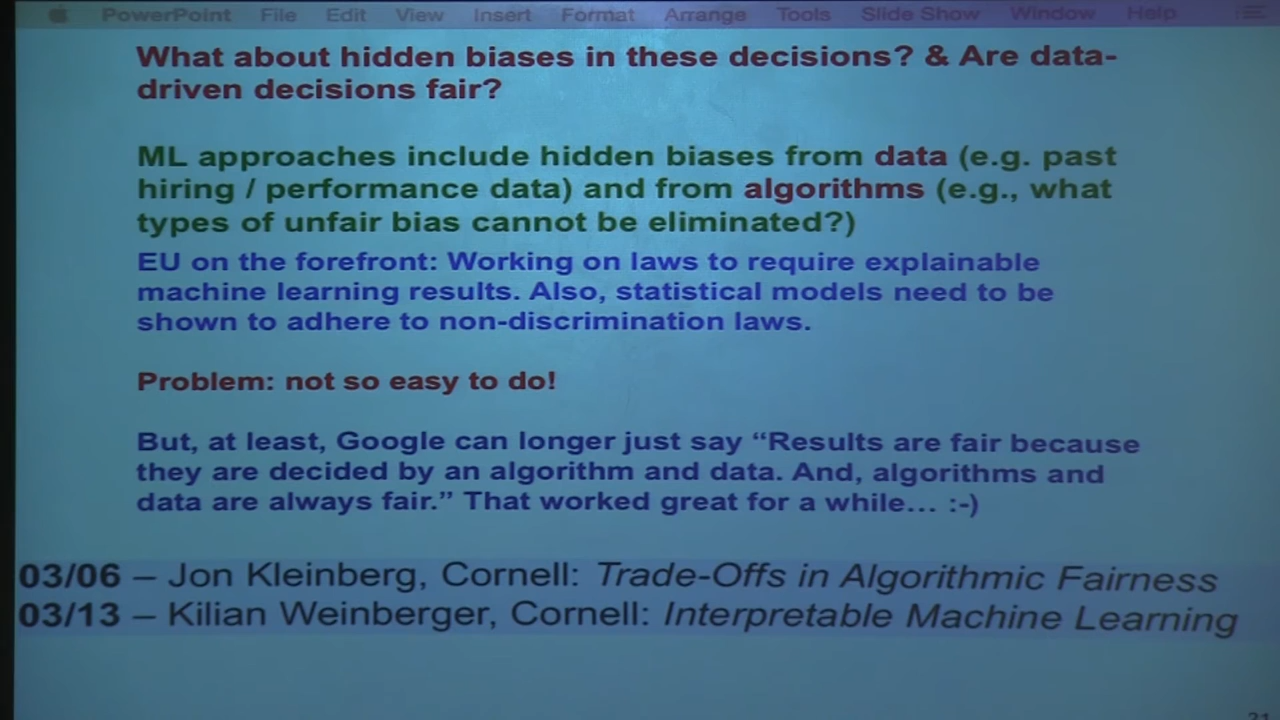 PowerPoint File Edit View Insert Format Arrange Tools Slide Show Window Help
What about hidden biases in these decisions? & Are data-
driven decisions fair?
ML approaches include hidden biases from data (e.g. past
hiring / performance data) and from algorithms (e.g., what
types of unfair bias cannot be eliminated?)
EU on the forefront: Working on laws to require explainable
machine learning results. Also, statistical models need to be
shown to adhere to non-discrimination laws.
Problem: not so easy to do!
But, at least, Google can longer just say “Results are fair because
they are decided by an algorithm and data. And, algorithms and
data are always fair.” That worked great for a while… :-)
03/06 – Jon Kleinberg, Cornell: Trade-Offs in Algorithmic Fairness
03/13 – Kilian Weinberger, Cornell: Interpretable Machine Learning